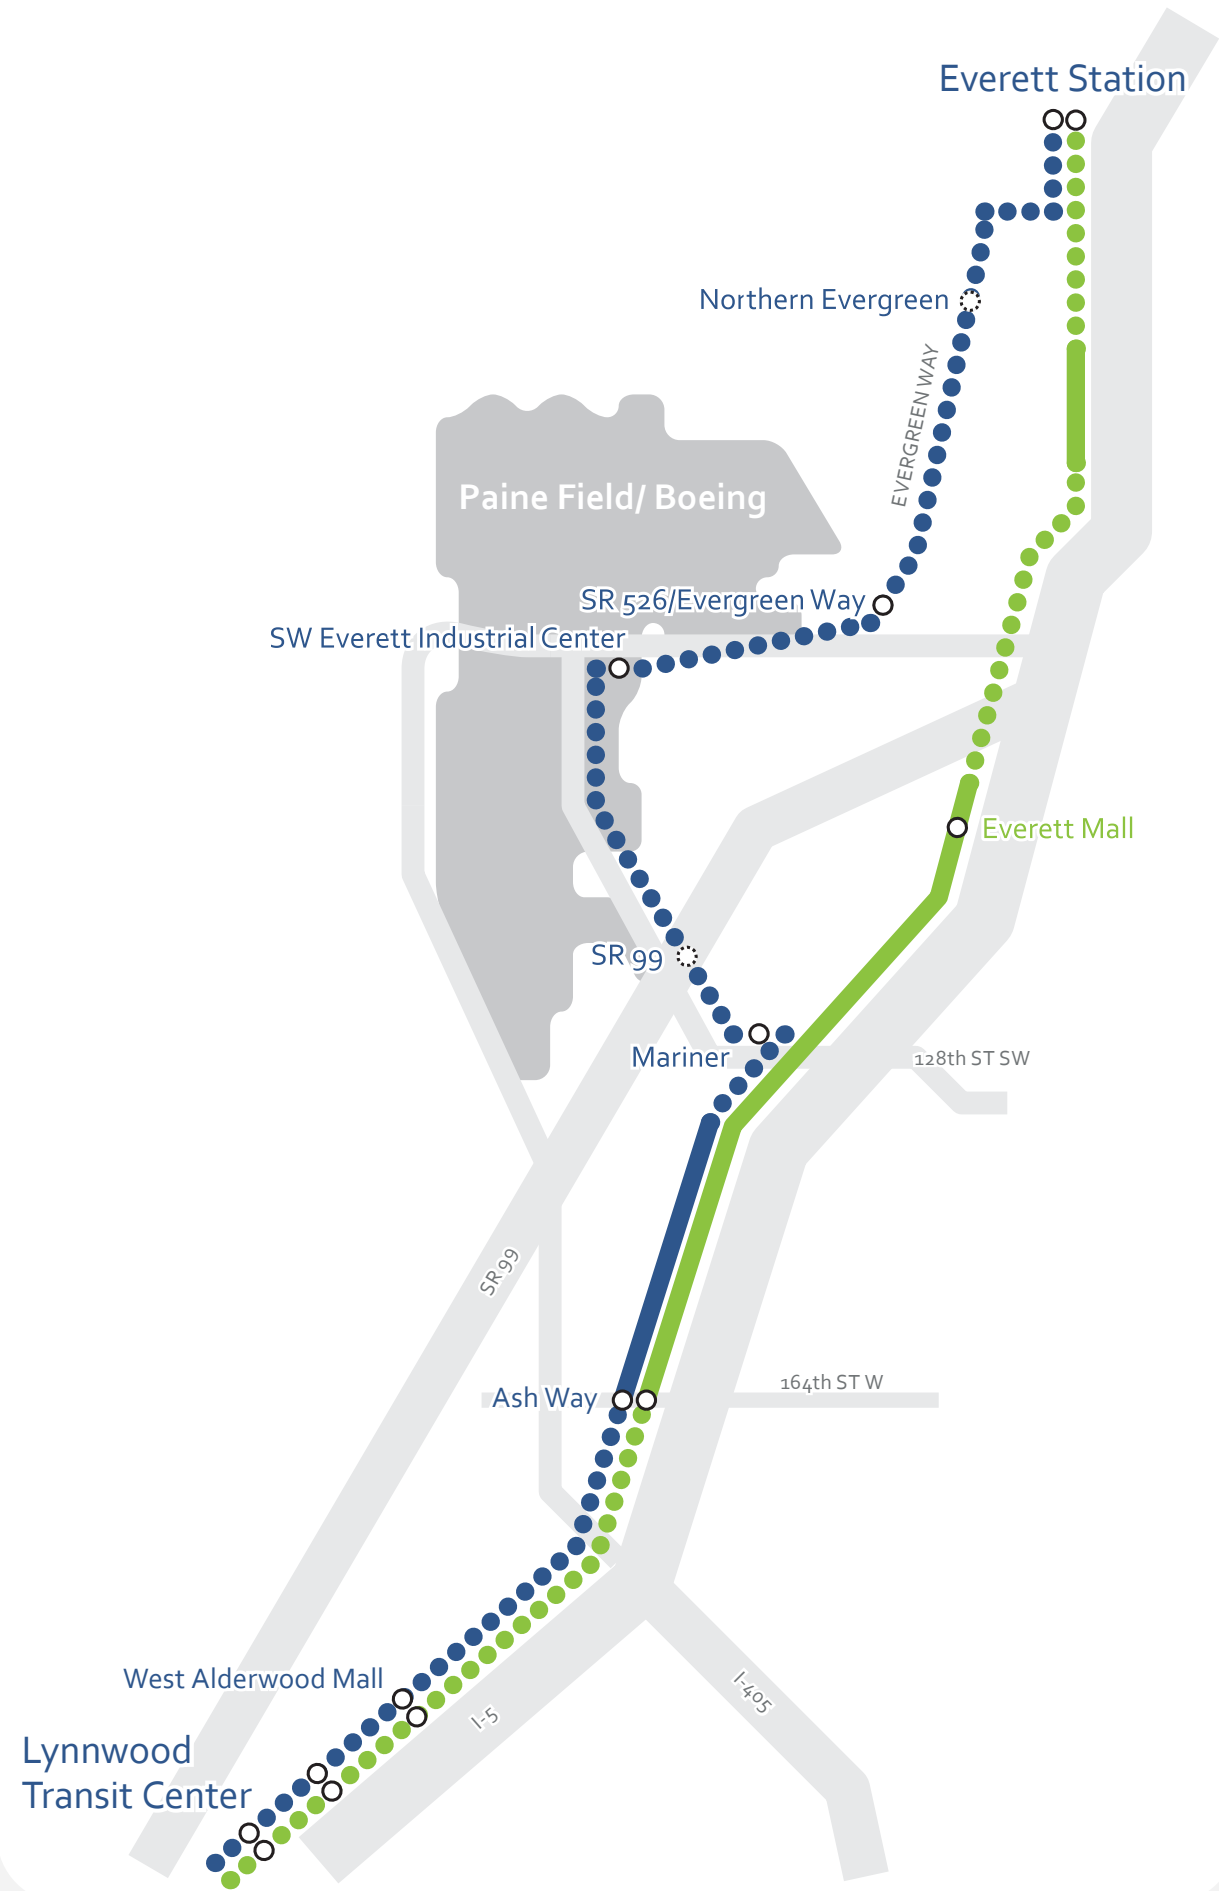 Everett Station
Northern Evergreen
EVERGREEN WAY
Paine Field/ Boeing
SR 526/Evergreen Way
SW Everett Industrial Center
Everett Mall
SR 99
Mariner
128th ST SW
SR 99
164th ST W
Ash Way
West Alderwood Mall
I-405
I-5
Lynnwood
Transit Center